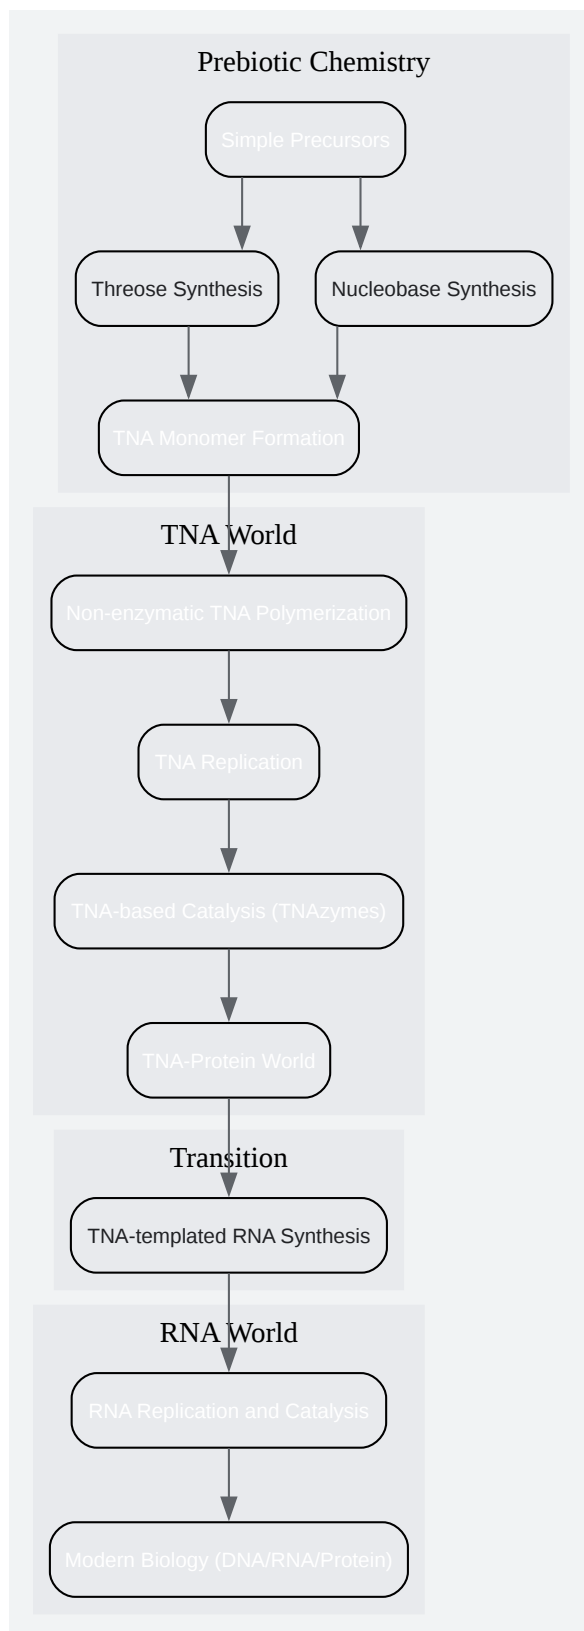 Prebiotic Chemistry
Simple Precursors
Threose Synthesis
Nucleobase Synthesis
TNA Monomer Formation
TNA World
Non-enzymatic TNA Polymerization
TNA Replication
TNA-based Catalysis (TNAzymes)
TNA-Protein World
Transition
TNA-templated RNA Synthesis
RNA World
RNA Replication and Catalysis
Modern Biology (DNA/RNA/Protein)